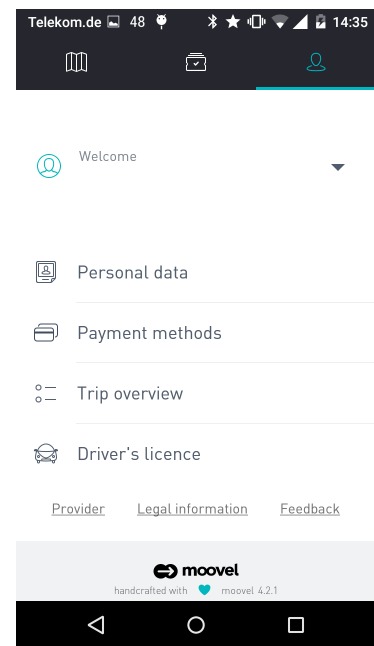 Telekom.de 48 14:35
Welcome
Personal data
Payment methods
Trip overview
Driver's licence
Provider Legal information Feedback
moovel
handcrafted with moovel 4.2.1